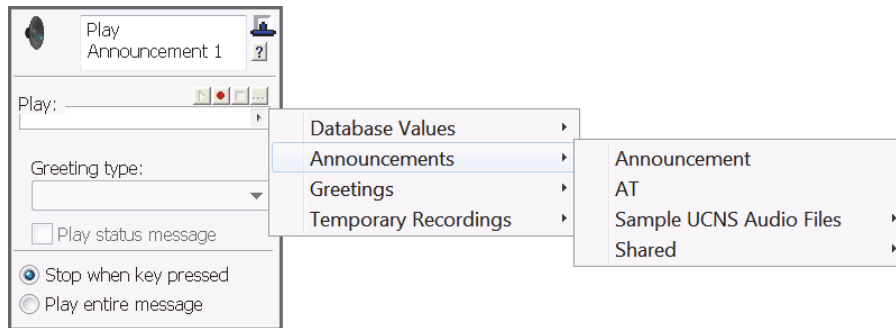 Play
Announcement 1
?
Play:
...
Greeting type:
Play status message
Stop when key pressed
Play entire message
Database Values
Announcements
Greetings
Temporary Recordings
Announcement
AT
Sample UCNS Audio Files
Shared